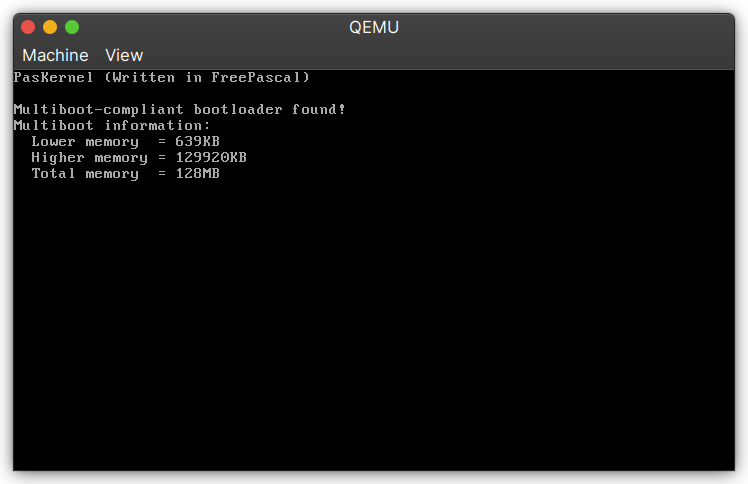 QEMU
Machine View
PasKernel (Written in FreePascal)
Multiboot-compliant bootloader found!
Multiboot information:
  Lower memory  = 639KB
  Higher memory = 129920KB
  Total memory  = 128MB